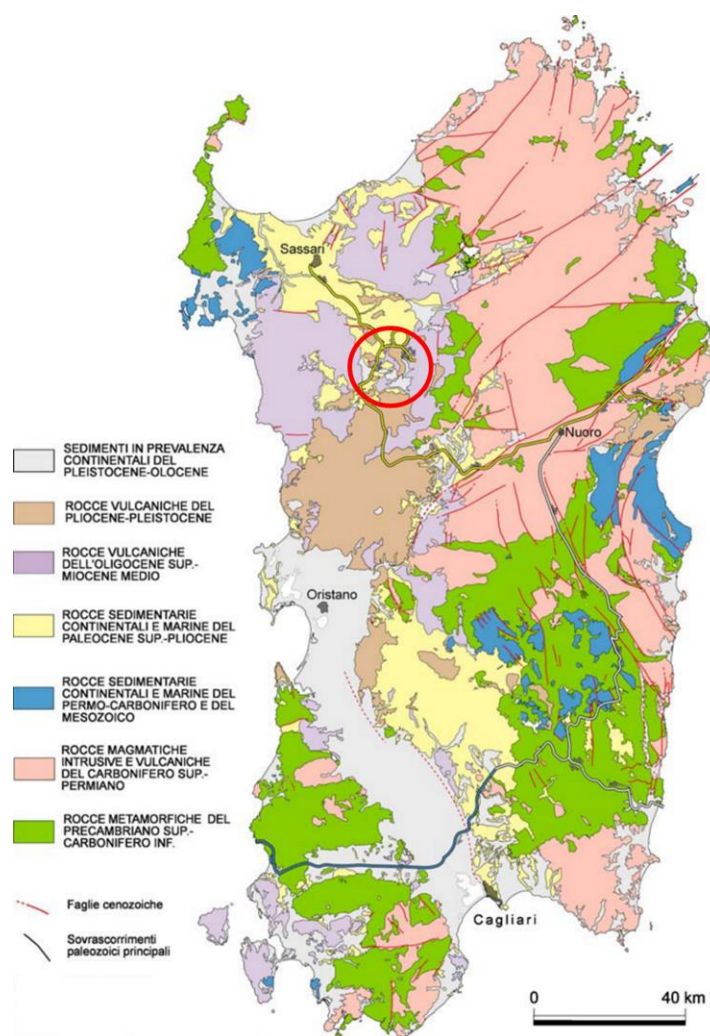 Sassari
Nuoro
SEDIMENTI IN PREVALENZA
CONTINENTALI DEL
PLEISTOCENE-OLOCENE
ROCCE VULCANICHE DEL
PLIOCENE-PLEISTOCENE
ROCCE VULCANICHE
DELL'OLIGOCENE SUP.-
MIOCENE MEDIO
Oristano
ROCCE SEDIMENTARIE
CONTINENTALI E MARINE DEL
PALEOCENE SUP.-PLIOCENE
ROCCE SEDIMENTARIE
CONTINENTALI E MARINE DEL
PERMO-CARBONIFERO E DEL
MESOZOICO
ROCCE MAGMATICHE
INTRUSIVE E VULCANICHE
DEL CARBONIFERO SUP.-
PERMIANO
ROCCE METAMORFICHE DEL
PRECAMBRIANO SUP.-
CARBONIFERO INF.
Faglie cenozoiche
Cagliari
Sovrascorrimenti
paleozoici principali
0 40 km